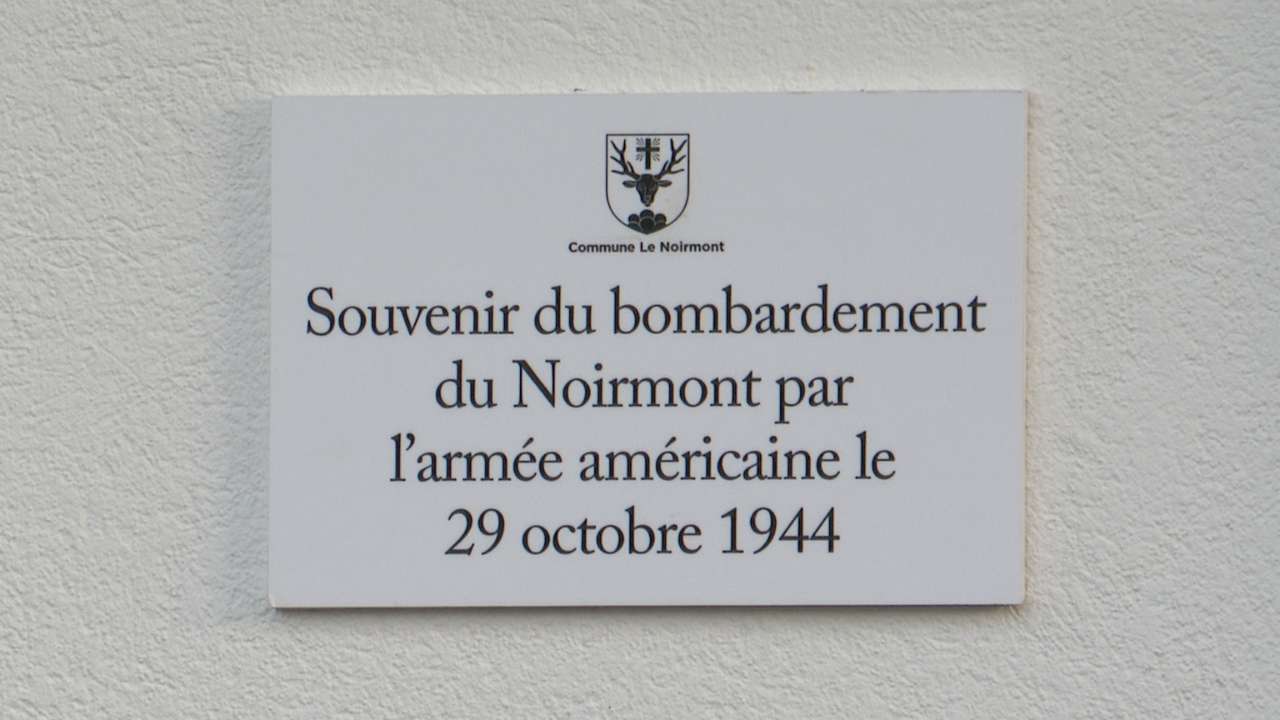 Commune Le Noirmont
Souvenir du bombardement
du Noirmont par
l’armée américaine le
29 octobre 1944